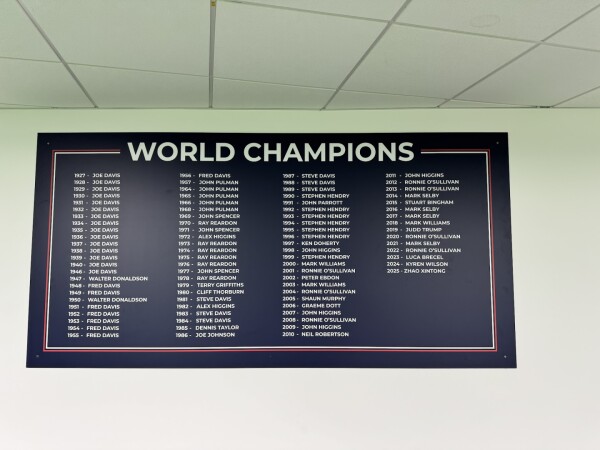 WORLD CHAMPIONS
1927 - JOE DAVIS
1928 - JOE DAVIS
1929 - JOE DAVIS
1930 - JOE DAVIS
1931 - JOE DAVIS
1932 - JOE DAVIS
1933 - JOE DAVIS
1934 - JOE DAVIS
1935 - JOE DAVIS
1936 - JOE DAVIS
1937 - JOE DAVIS
1938 - JOE DAVIS
1939 - JOE DAVIS
1940 - JOE DAVIS
1946 - JOE DAVIS
1947 - WALTER DONALDSON
1948 - FRED DAVIS
1949 - FRED DAVIS
1950 - WALTER DONALDSON
1951 - FRED DAVIS
1952 - FRED DAVIS
1953 - FRED DAVIS
1954 - FRED DAVIS
1955 - FRED DAVIS
1956 - FRED DAVIS
1957 - JOHN PULMAN
1964 - JOHN PULMAN
1965 - JOHN PULMAN
1966 - JOHN PULMAN
1968 - JOHN PULMAN
1969 - JOHN SPENCER
1970 - RAY REARDON
1971 - JOHN SPENCER
1972 - ALEX HIGGINS
1973 - RAY REARDON
1974 - RAY REARDON
1975 - RAY REARDON
1976 - RAY REARDON
1977 - JOHN SPENCER
1978 - RAY REARDON
1979 - TERRY GRIFFITHS
1980 - CLIFF THORBURN
1981 - STEVE DAVIS
1982 - ALEX HIGGINS
1983 - STEVE DAVIS
1984 - STEVE DAVIS
1985 - DENNIS TAYLOR
1986 - JOE JOHNSON
1987 - STEVE DAVIS
1988 - STEVE DAVIS
1989 - STEVE DAVIS
1990 - STEPHEN HENDRY
1991 - JOHN PARROTT
1992 - STEPHEN HENDRY
1993 - STEPHEN HENDRY
1994 - STEPHEN HENDRY
1995 - STEPHEN HENDRY
1996 - STEPHEN HENDRY
1997 - KEN DOHERTY
1998 - JOHN HIGGINS
1999 - STEPHEN HENDRY
2000 - MARK WILLIAMS
2001 - RONNIE O'SULLIVAN
2002 - PETER EBDON
2003 - MARK WILLIAMS
2004 - RONNIE O'SULLIVAN
2005 - SHAUN MURPHY
2006 - GRAEME DOTT
2007 - JOHN HIGGINS
2008 - RONNIE O'SULLIVAN
2009 - JOHN HIGGINS
2010 - NEIL ROBERTSON
2011 - JOHN HIGGINS
2012 - RONNIE O'SULLIVAN
2013 - RONNIE O'SULLIVAN
2014 - MARK SELBY
2015 - STUART BINGHAM
2016 - MARK SELBY
2017 - MARK SELBY
2018 - MARK WILLIAMS
2019 - JUDD TRUMP
2020 - RONNIE O'SULLIVAN
2021 - MARK SELBY
2022 - RONNIE O'SULLIVAN
2023 - LUCA BRECEL
2024 - KYREN WILSON
2025 - ZHAO XINTONG